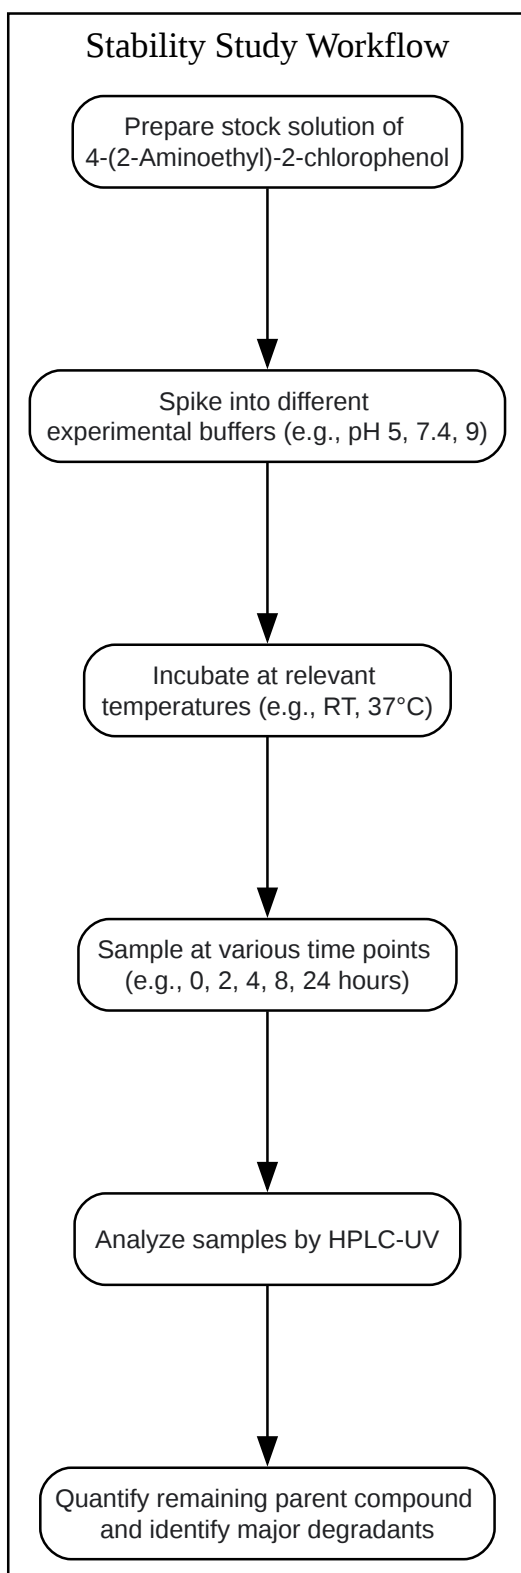 Stability Study Workflow
Prepare stock solution of
4-(2-Aminoethyl)-2-chlorophenol
Spike into different
experimental buffers (e.g., pH 5, 7.4, 9)
Incubate at relevant
temperatures (e.g., RT, 37°C)
Sample at various time points
(e.g., 0, 2, 4, 8, 24 hours)
Analyze samples by HPLC-UV
Quantify remaining parent compound
and identify major degradants